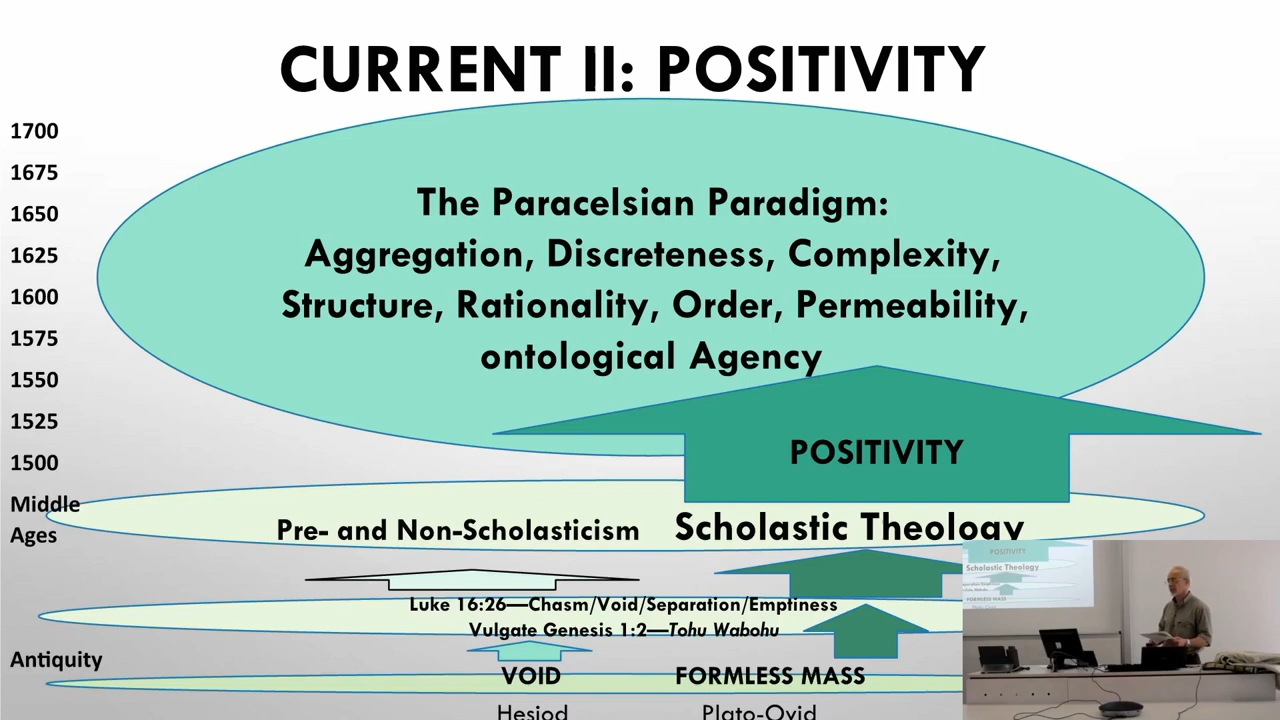 CURRENT II: POSITIVITY
1700
1675
1650
1625
1600
1575
1550
1525
1500
Middle
Ages
Antiquity
The Paracelsian Paradigm:
Aggregation, Discreteness, Complexity,
Structure, Rationality, Order, Permeability,
ontological Agency
POSITIVITY
Pre- and Non-Scholasticism Scholastic Theology
Luke 16:26—Chasm/Void/Separation/Emptiness
Vulgate Genesis 1:2—Tohu Wabohu
VOID FORMLESS MASS
Hesiod Plato-Ovid
POSITIVITY
Scholastic Theology
FORMLESS MASS